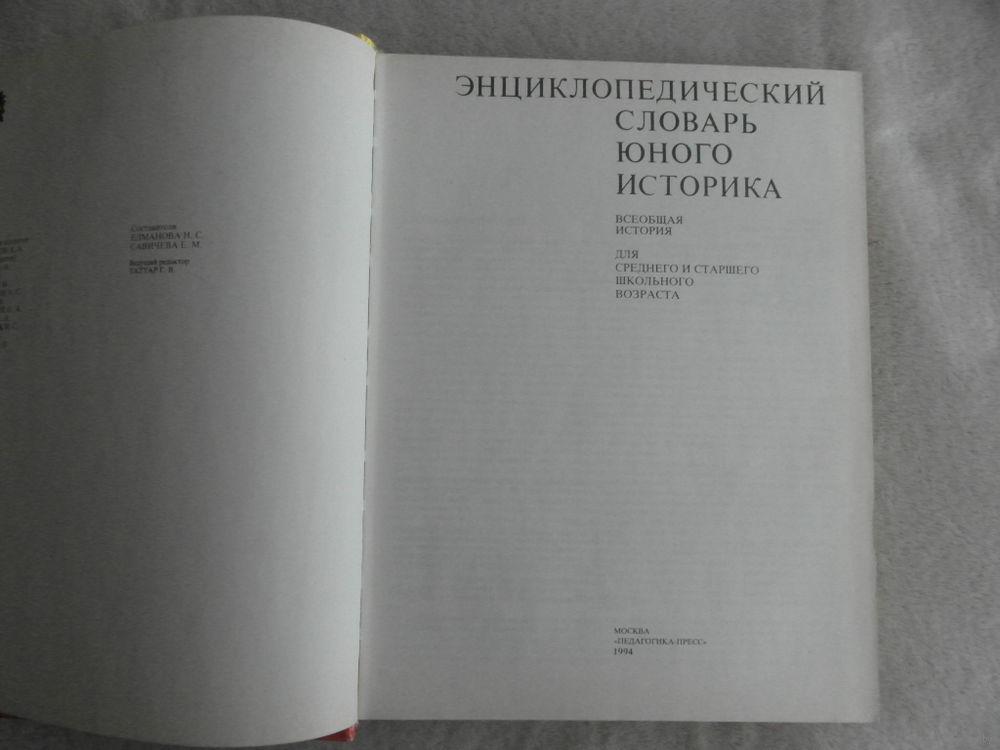 Составители
ЕЛМАНОВА Н. С.
САВИЧЕВА Е. М.
Ведущий редактор
ТАТТАР Г. В.
ЭНЦИКЛОПЕДИЧЕСКИЙ
СЛОВАРЬ
ЮНОГО
ИСТОРИКА
ВСЕОБЩАЯ
ИСТОРИЯ
ДЛЯ
СРЕДНЕГО И СТАРШЕГО
ШКОЛЬНОГО
ВОЗРАСТА
МОСКВА
«ПЕДАГОГИКА-ПРЕСС»
1994